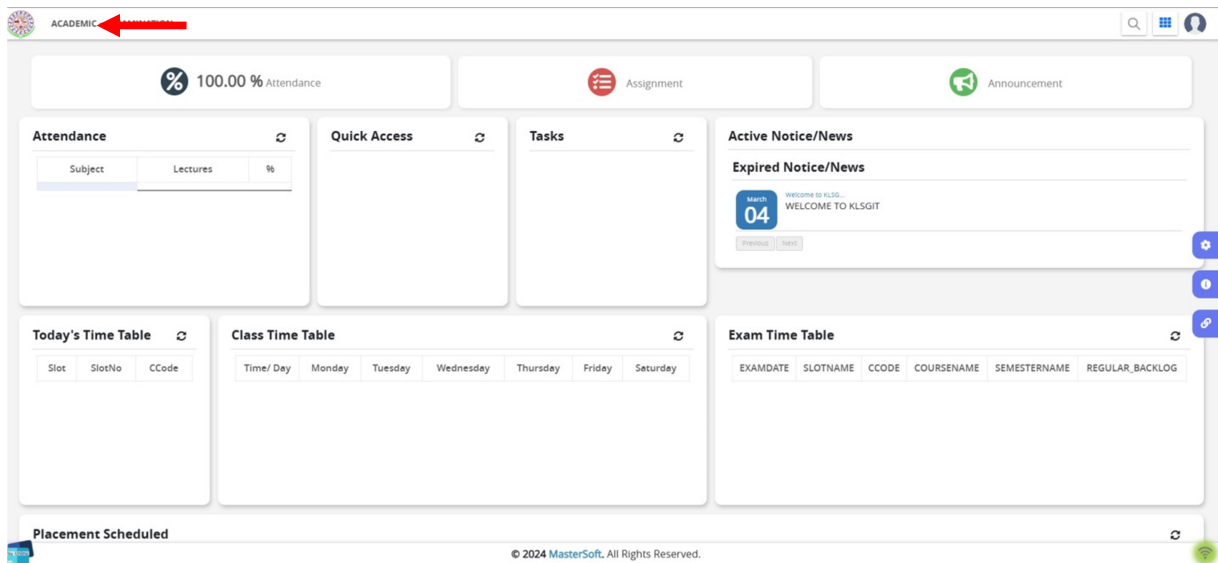 ACADEMIC
100.00 % Attendance
Assignment
Announcement
Attendance
Subject Lectures %
Quick Access
Tasks
Active Notice/News
Expired Notice/News
March
04
Welcome to KLSG...
WELCOME TO KLSGIT
Previous Next
Today's Time Table
Slot SlotNo CCode
Class Time Table
Time/ Day Monday Tuesday Wednesday Thursday Friday Saturday
Exam Time Table
EXAMDATE SLOTNAME CCODE COURSENAME SEMESTERNAME REGULAR_BACKLOG
Placement Scheduled
© 2024 MasterSoft. All Rights Reserved.